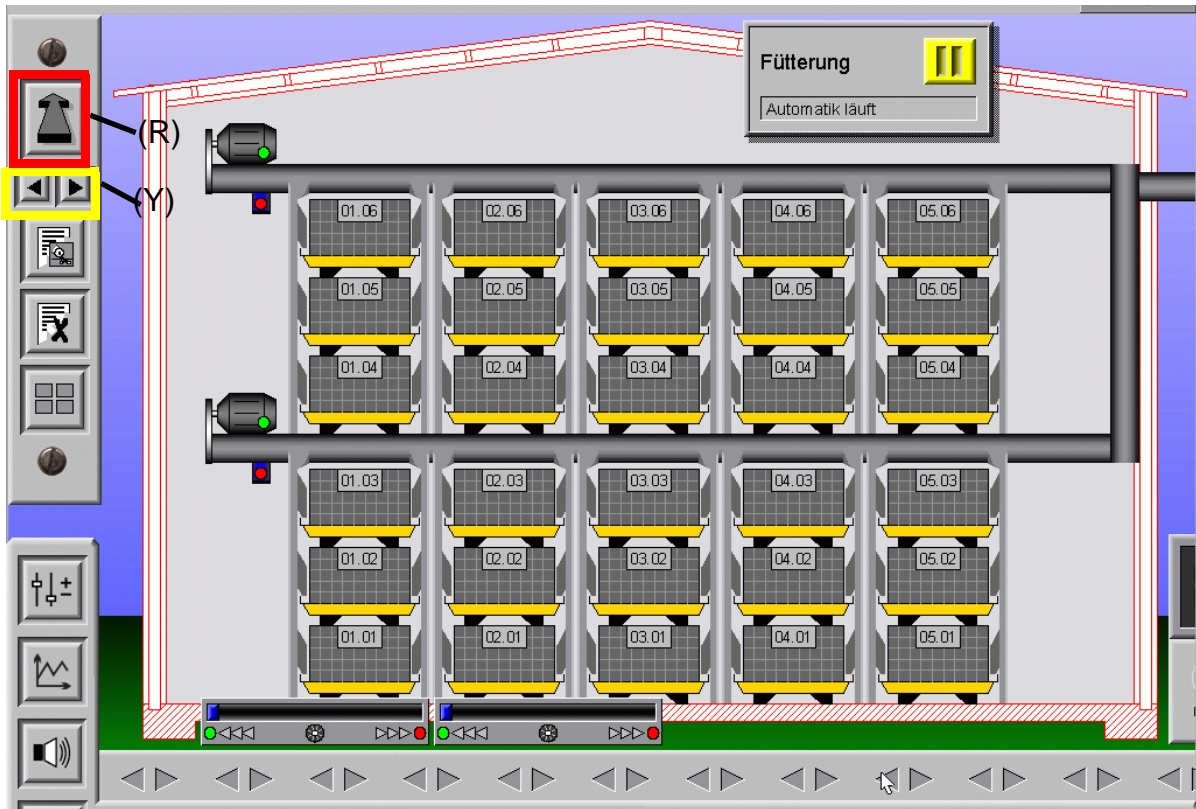 Fütterung
Automatik läuft
(R)
(Y)
01.06 02.06 03.06 04.06 05.06
01.05 02.05 03.05 04.05 05.05
01.04 02.04 03.04 04.04 05.04
01.03 02.03 03.03 04.03 05.03
01.02 02.02 03.02 04.02 05.02
01.01 02.01 03.01 04.01 05.01